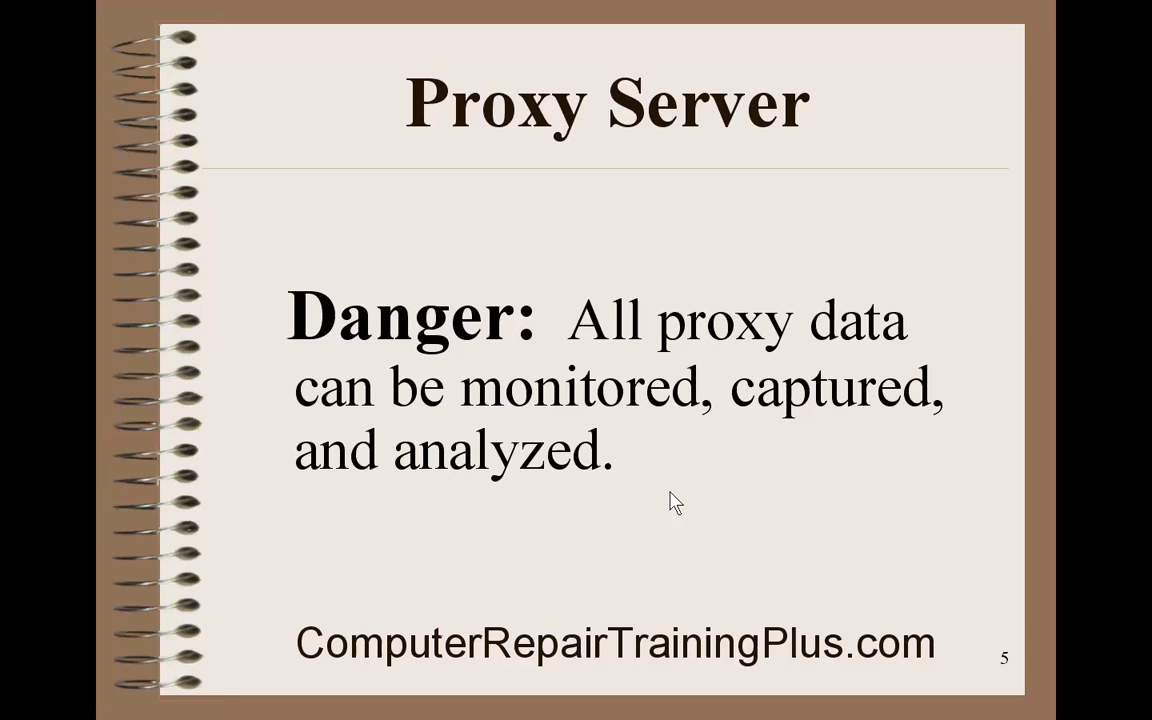 Proxy Server
Danger: All proxy data
can be monitored, captured,
and analyzed.
ComputerRepairTrainingPlus.com
5